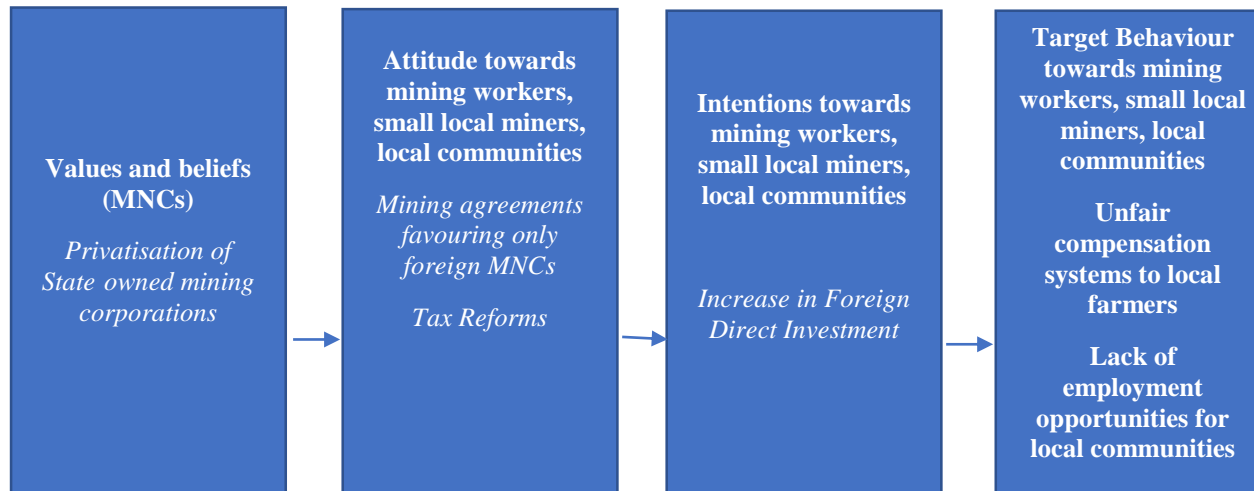 Values and beliefs
(MNCs)
Privatisation of
State owned mining
corporations
Attitude towards
mining workers,
small local miners,
local communities
Mining agreements
favouring only
foreign MNCs
Tax Reforms
Intentions towards
mining workers,
small local miners,
local communities
Increase in Foreign
Direct Investment
Target Behaviour
towards mining
workers, small local
miners, local
communities
Unfair
compensation
systems to local
farmers
Lack of
employment
opportunities for
local communities